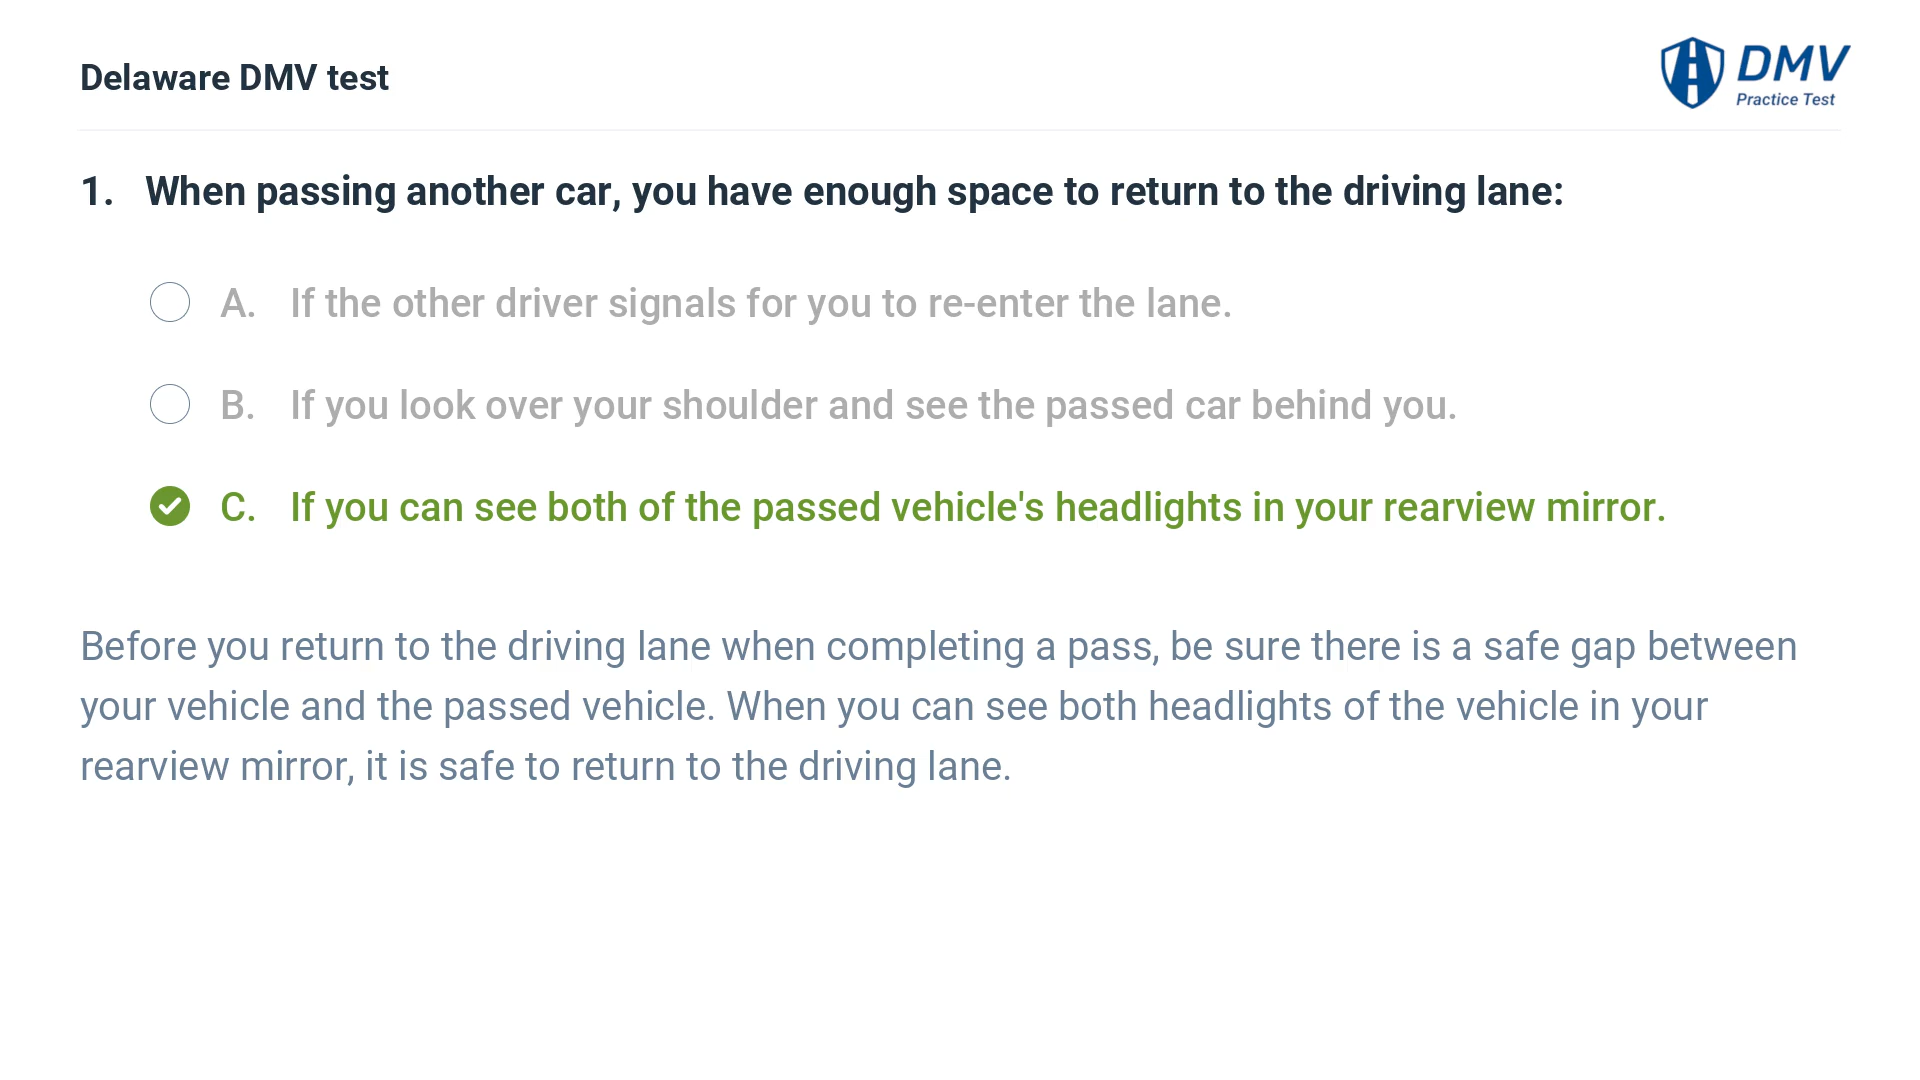 Delaware DMV test
DMV
Practice Test
1. When passing another car, you have enough space to return to the driving lane:
A. If the other driver signals for you to re-enter the lane.
B. If you look over your shoulder and see the passed car behind you.
C. If you can see both of the passed vehicle's headlights in your rearview mirror.
Before you return to the driving lane when completing a pass, be sure there is a safe gap between
your vehicle and the passed vehicle. When you can see both headlights of the vehicle in your
rearview mirror, it is safe to return to the driving lane.